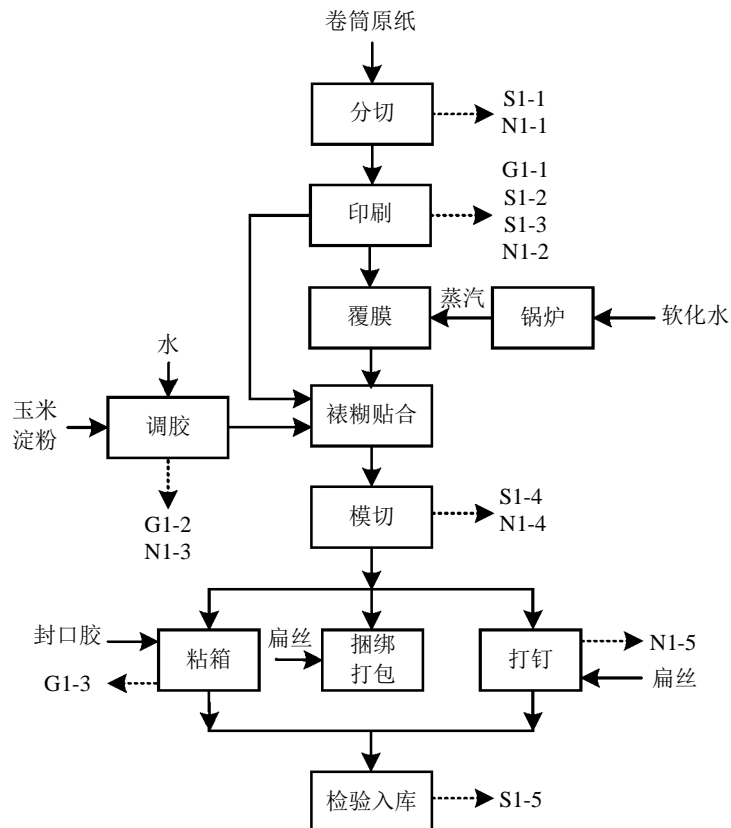 卷筒原纸
分切
S1-1
N1-1
G1-1
S1-2
S1-3
N1-2
印刷
蒸汽
覆膜
锅炉
软化水
水
玉米
淀粉
调胶
裱糊贴合
G1-2
N1-3
模切
S1-4
N1-4
封口胶
粘箱
G1-3
扁丝
捆绑
打包
打钉
N1-5
扁丝
检验入库
S1-5